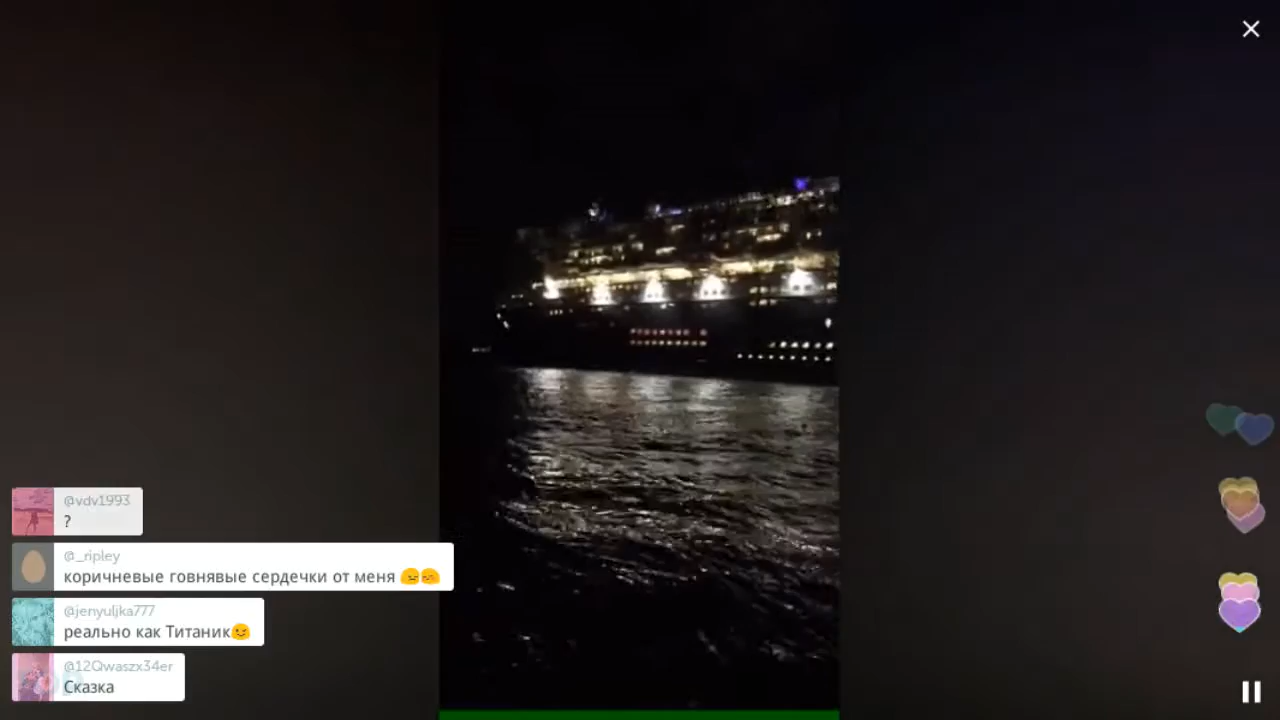 @vdv1993
?
@_ripley
коричневые говнявые сердечки от меня 😖😖
@jenyuljka777
реально как Титаник😉
@12Qwaszx34er
Сказка